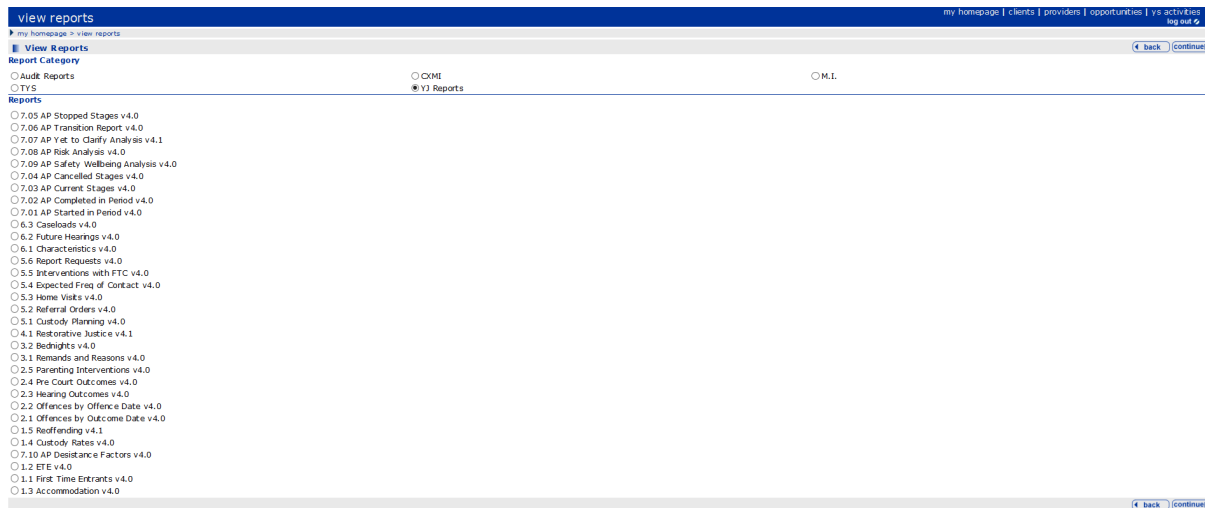 view reports
my homepage | clients | providers | opportunities | ys activities
log out
my homepage > view reports
View Reports
back continue
Report Category
Audit Reports CXMI M.I.
TYS YJ Reports
Reports
7.05 AP Stopped Stages v4.0
7.06 AP Transition Report v4.0
7.07 AP Yet to Clarify Analysis v4.1
7.08 AP Risk Analysis v4.0
7.09 AP Safety Wellbeing Analysis v4.0
7.04 AP Cancelled Stages v4.0
7.03 AP Current Stages v4.0
7.02 AP Completed in Period v4.0
7.01 AP Started in Period v4.0
6.3 Caseloads v4.0
6.2 Future Hearings v4.0
6.1 Characteristics v4.0
5.6 Report Requests v4.0
5.5 Interventions with FTC v4.0
5.4 Expected Freq of Contact v4.0
5.3 Home Visits v4.0
5.2 Referral Orders v4.0
5.1 Custody Planning v4.0
4.1 Restorative Justice v4.1
3.2 Bednights v4.0
3.1 Remands and Reasons v4.0
2.5 Parenting Interventions v4.0
2.4 Pre Court Outcomes v4.0
2.3 Hearing Outcomes v4.0
2.2 Offences by Offence Date v4.0
2.1 Offences by Outcome Date v4.0
1.5 Reoffending v4.1
1.4 Custody Rates v4.0
7.10 AP Desistance Factors v4.0
1.2 ETE v4.0
1.1 First Time Entrants v4.0
1.3 Accommodation v4.0
back continue